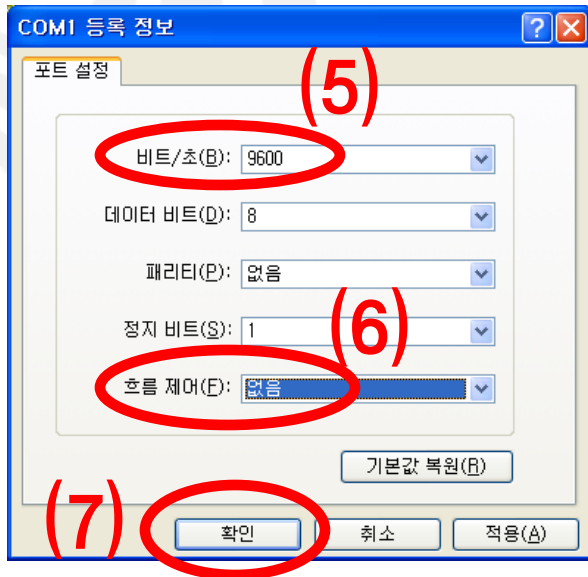 COM1 등록 정보
포트 설정
(5)
비트/초(B): 9600
데이터 비트(D): 8
패리티(P): 없음
정지 비트(S): 1
(6)
흐름 제어(F): 없음
기본값 복원(R)
(7)
확인 취소 적용(A)